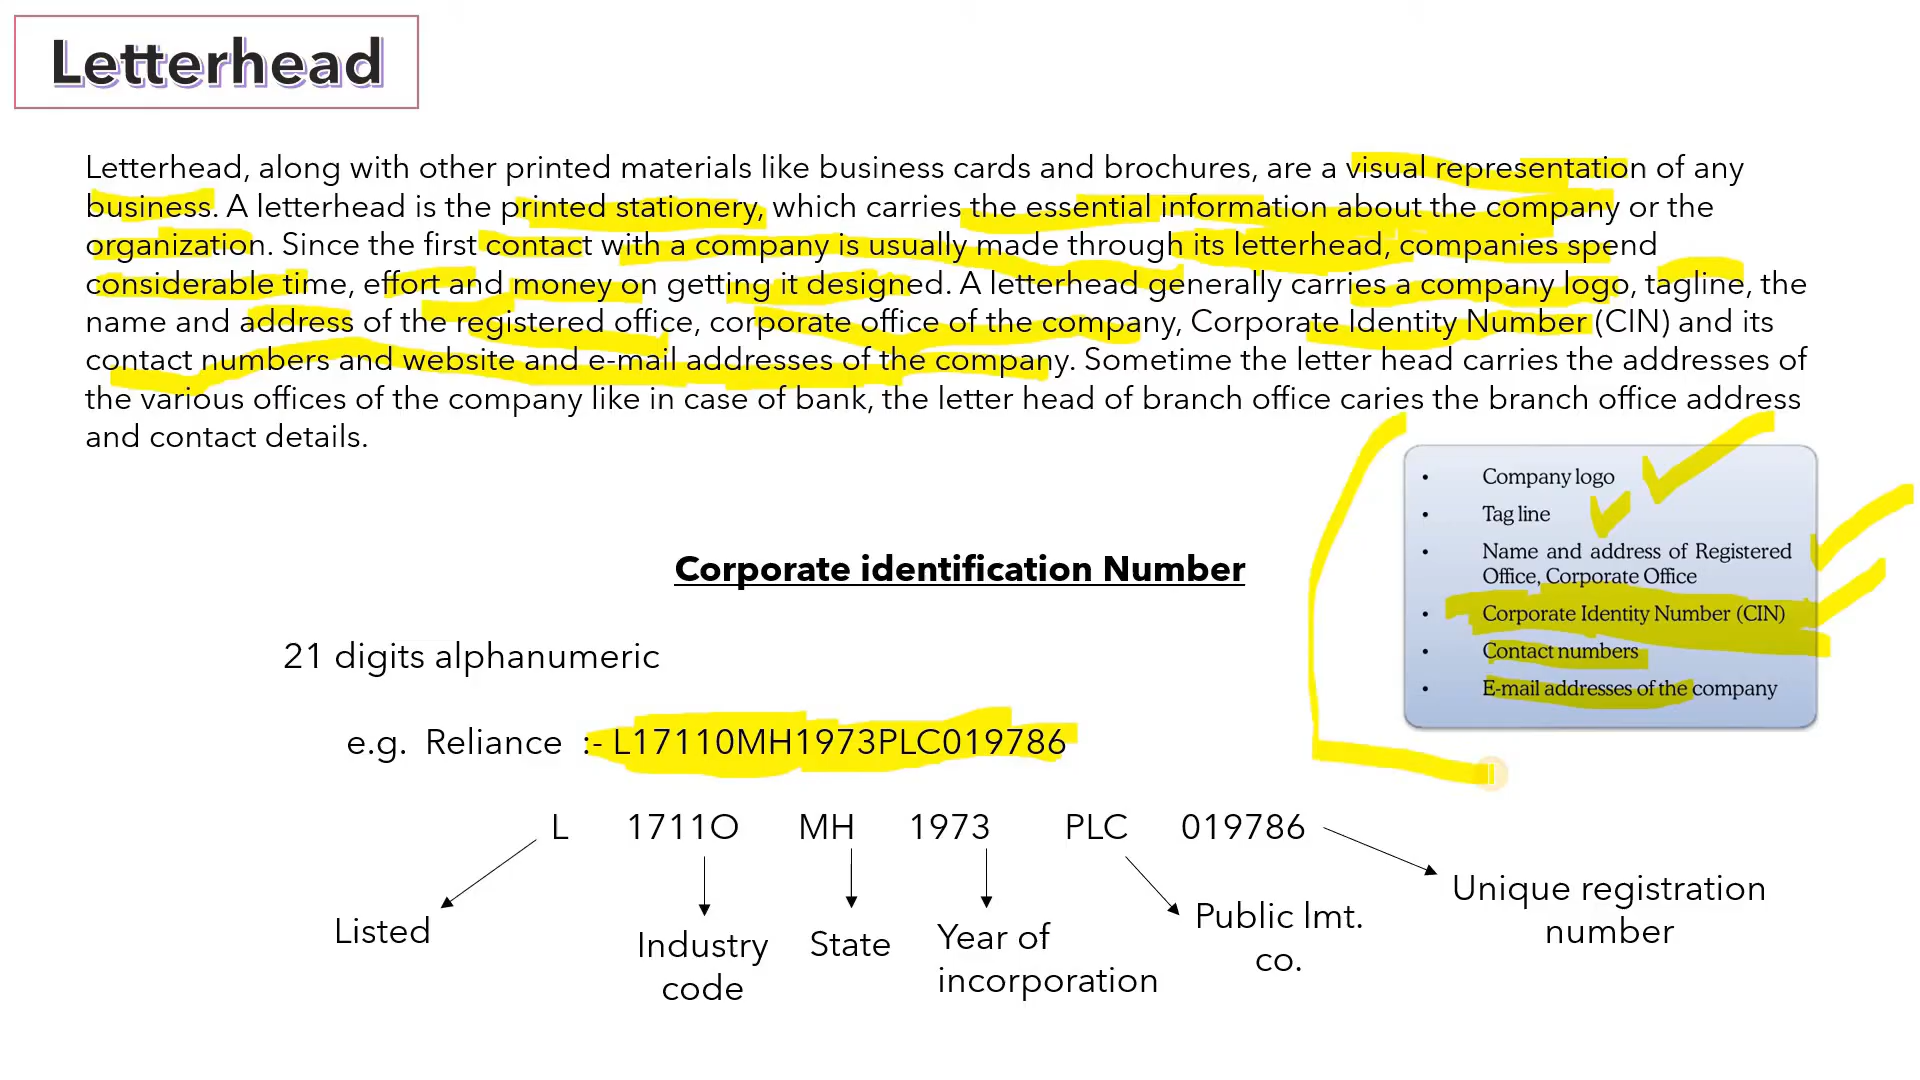 Letterhead
Letterhead, along with other printed materials like business cards and brochures, are a visual representation of any
business. A letterhead is the printed stationery, which carries the essential information about the company or the
organization. Since the first contact with a company is usually made through its letterhead, companies spend
considerable time, effort and money on getting it designed. A letterhead generally carries a company logo, tagline, the
name and address of the registered office, corporate office of the company, Corporate Identity Number (CIN) and its
contact numbers and website and e-mail addresses of the company. Sometime the letter head carries the addresses of
the various offices of the company like in case of bank, the letter head of branch office caries the branch office address
and contact details.
• Company logo
• Tag line
• Name and address of Registered
Office, Corporate Office
• Corporate Identity Number (CIN)
• Contact numbers
• E-mail addresses of the company
Corporate identification Number
21 digits alphanumeric
e.g. Reliance :- L17110MH1973PLC019786
L 1711O MH 1973 PLC 019786
Listed
Industry
code
State
Year of
incorporation
Public lmt.
co.
Unique registration
number